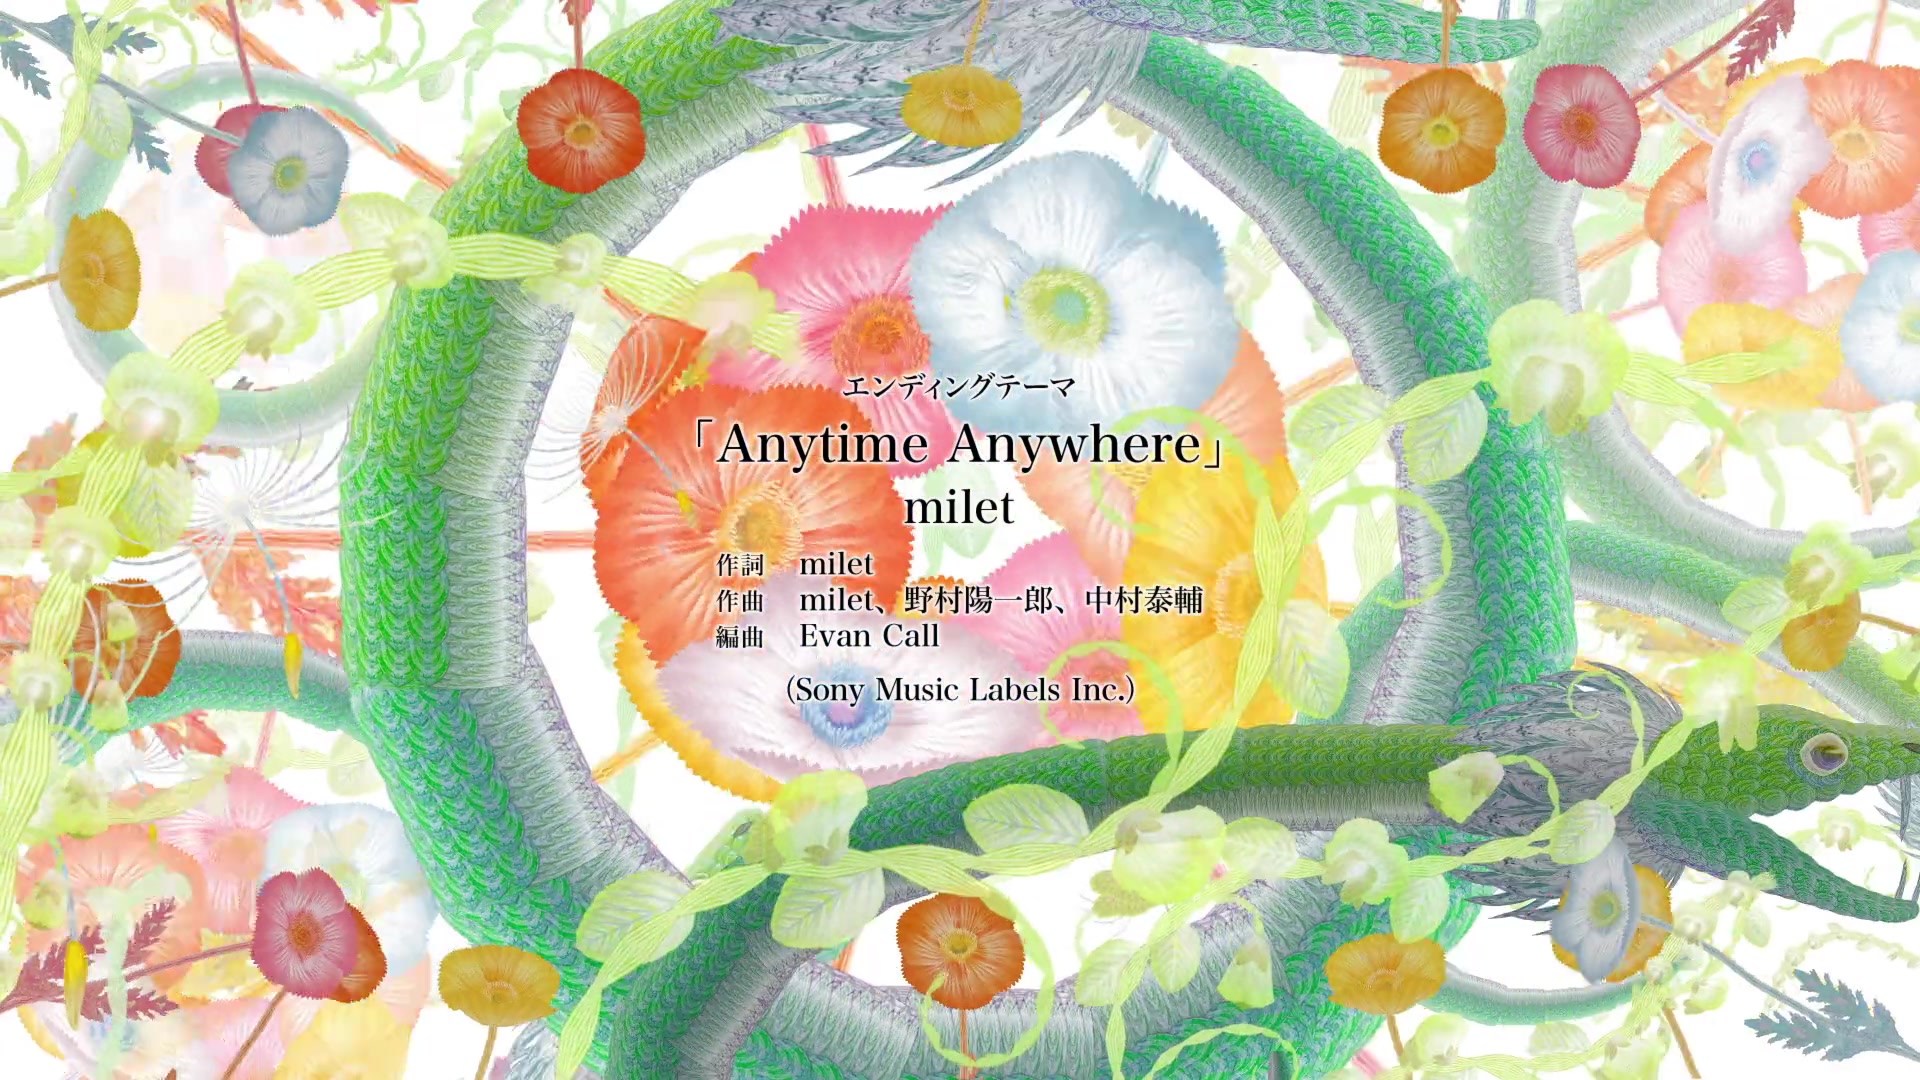 エンディングテーマ
「Anytime Anywhere」
milet
作詞 milet
作曲 milet、野村陽一郎、中村泰輔
編曲 Evan Call
(Sony Music Labels Inc.)